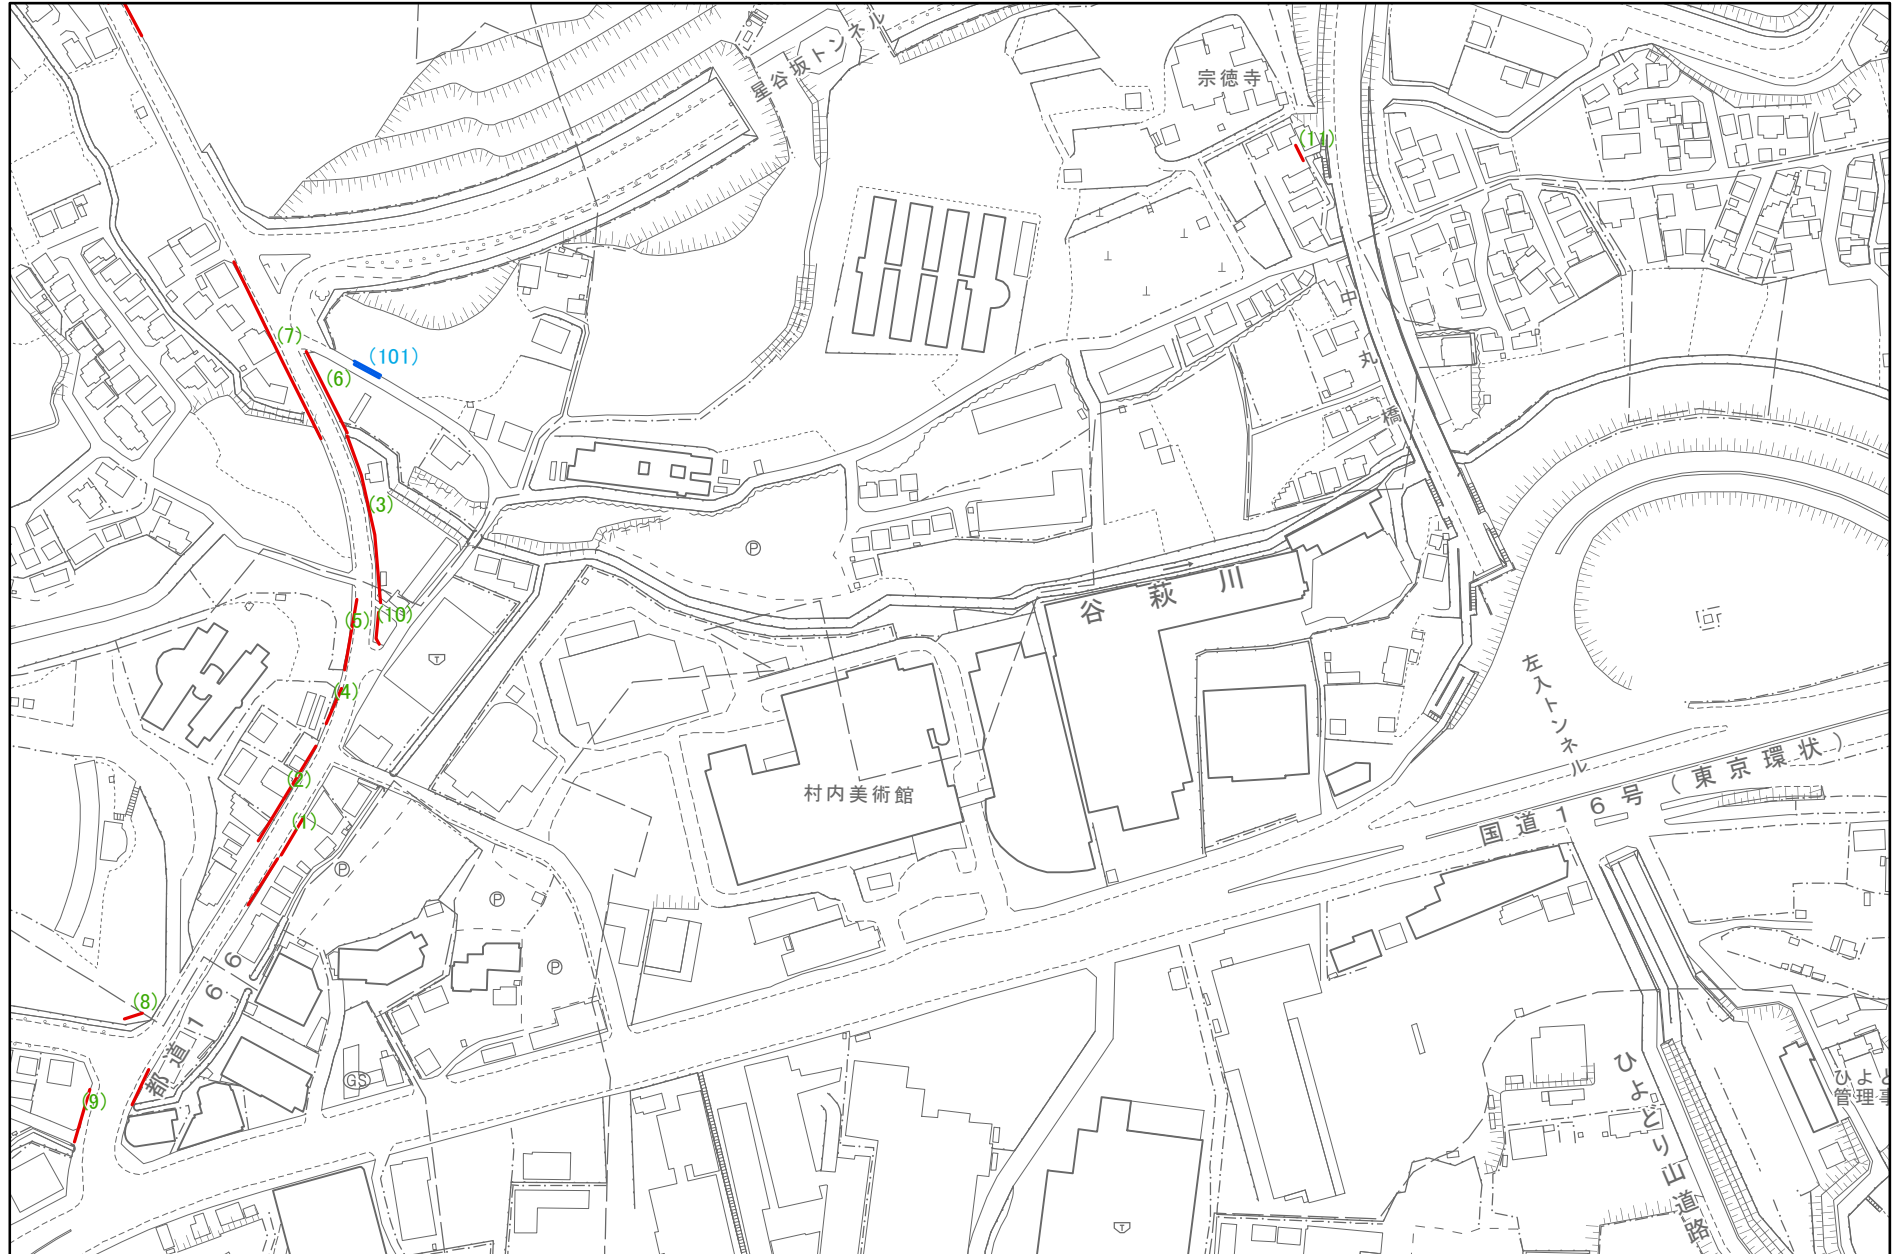 星谷坂トンネル
宗徳寺
(11)
(7)
(101)
(6)
中丸橋
(3)
谷萩川
(5)
(10)
(4)
左入トンネル
国道16号(東京環状)
(2)
村内美術館
(1)
(8)
都道166
(9)
GS
P
P
P
P
ひよどり山道路
ひよど
管理事